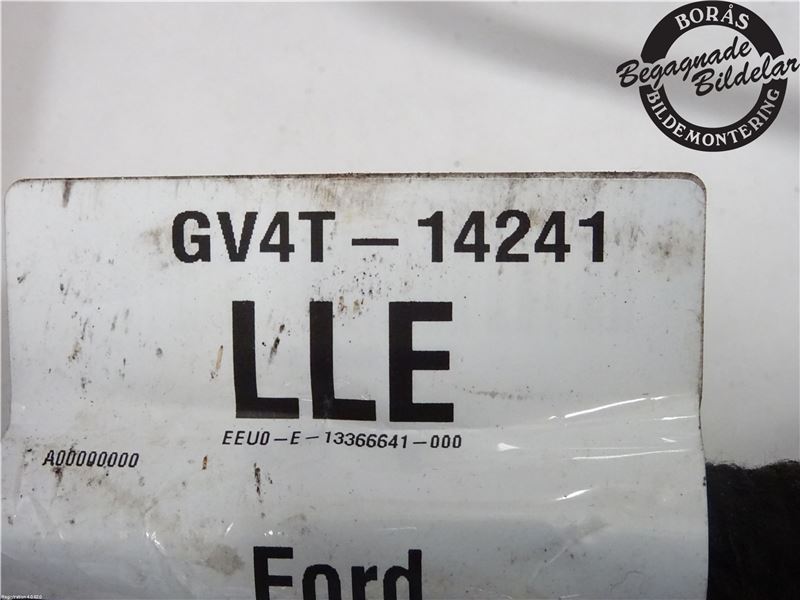 BORÅS
Begagnade
Bildelar
BILDEMONTERING
GV4T-14241
LLE
EEU0-E-13366641-000
A00000000
Ford